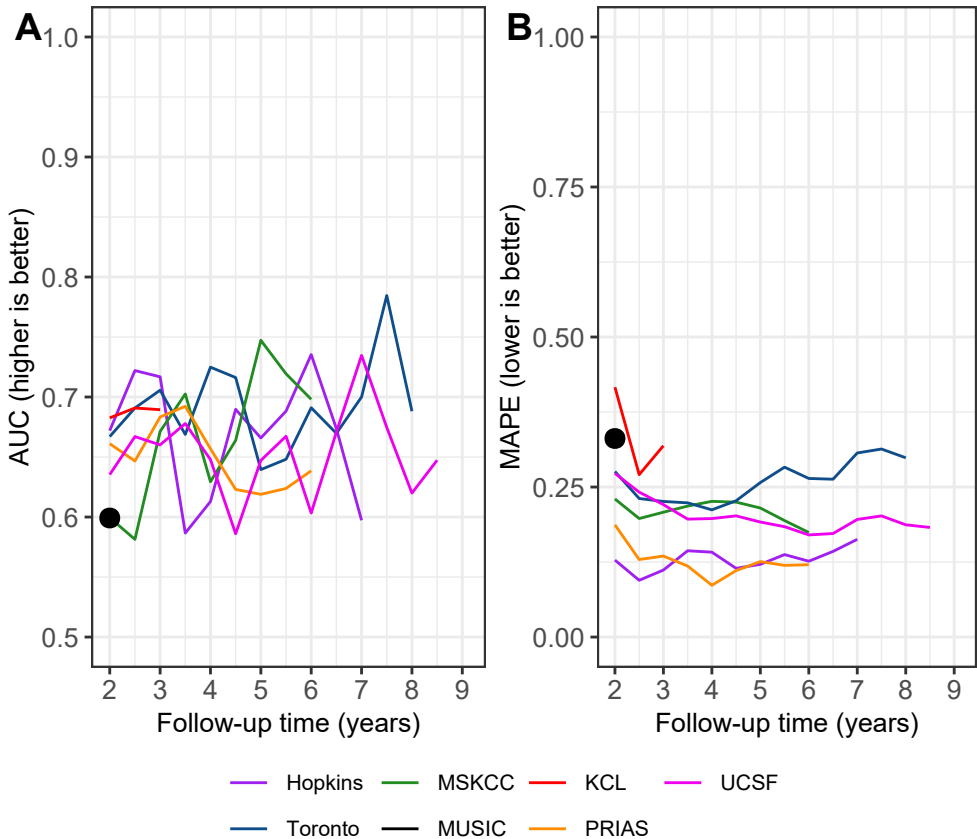 A
1.0
0.9
0.8
0.7
0.6
0.5
AUC (higher is better)
2 3 4 5 6 7 8 9
Follow-up time (years)
B
1.00
0.75
0.50
0.25
0.00
MAPE (lower is better)
2 3 4 5 6 7 8 9
Follow-up time (years)
Hopkins MSKCC KCL UCSF
Toronto MUSIC PRIAS